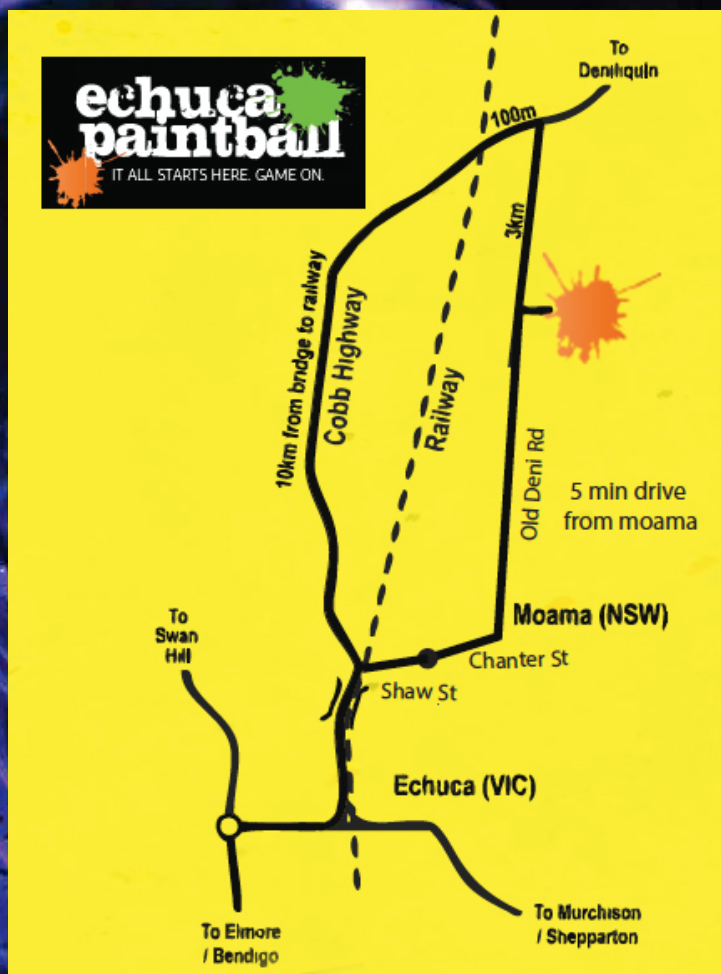 echuca
paintball
IT ALL STARTS HERE. GAME ON.
To
Deniliquin
100m
3km
10km from bridge to railway
Cobb Highway
Railway
Old Deni Rd
5 min drive
from moama
Moama (NSW)
Chanter St
Shaw St
To
Swan
Hill
Echuca (VIC)
To Elmore
/ Bendigo
To Murchison
/ Shepparton